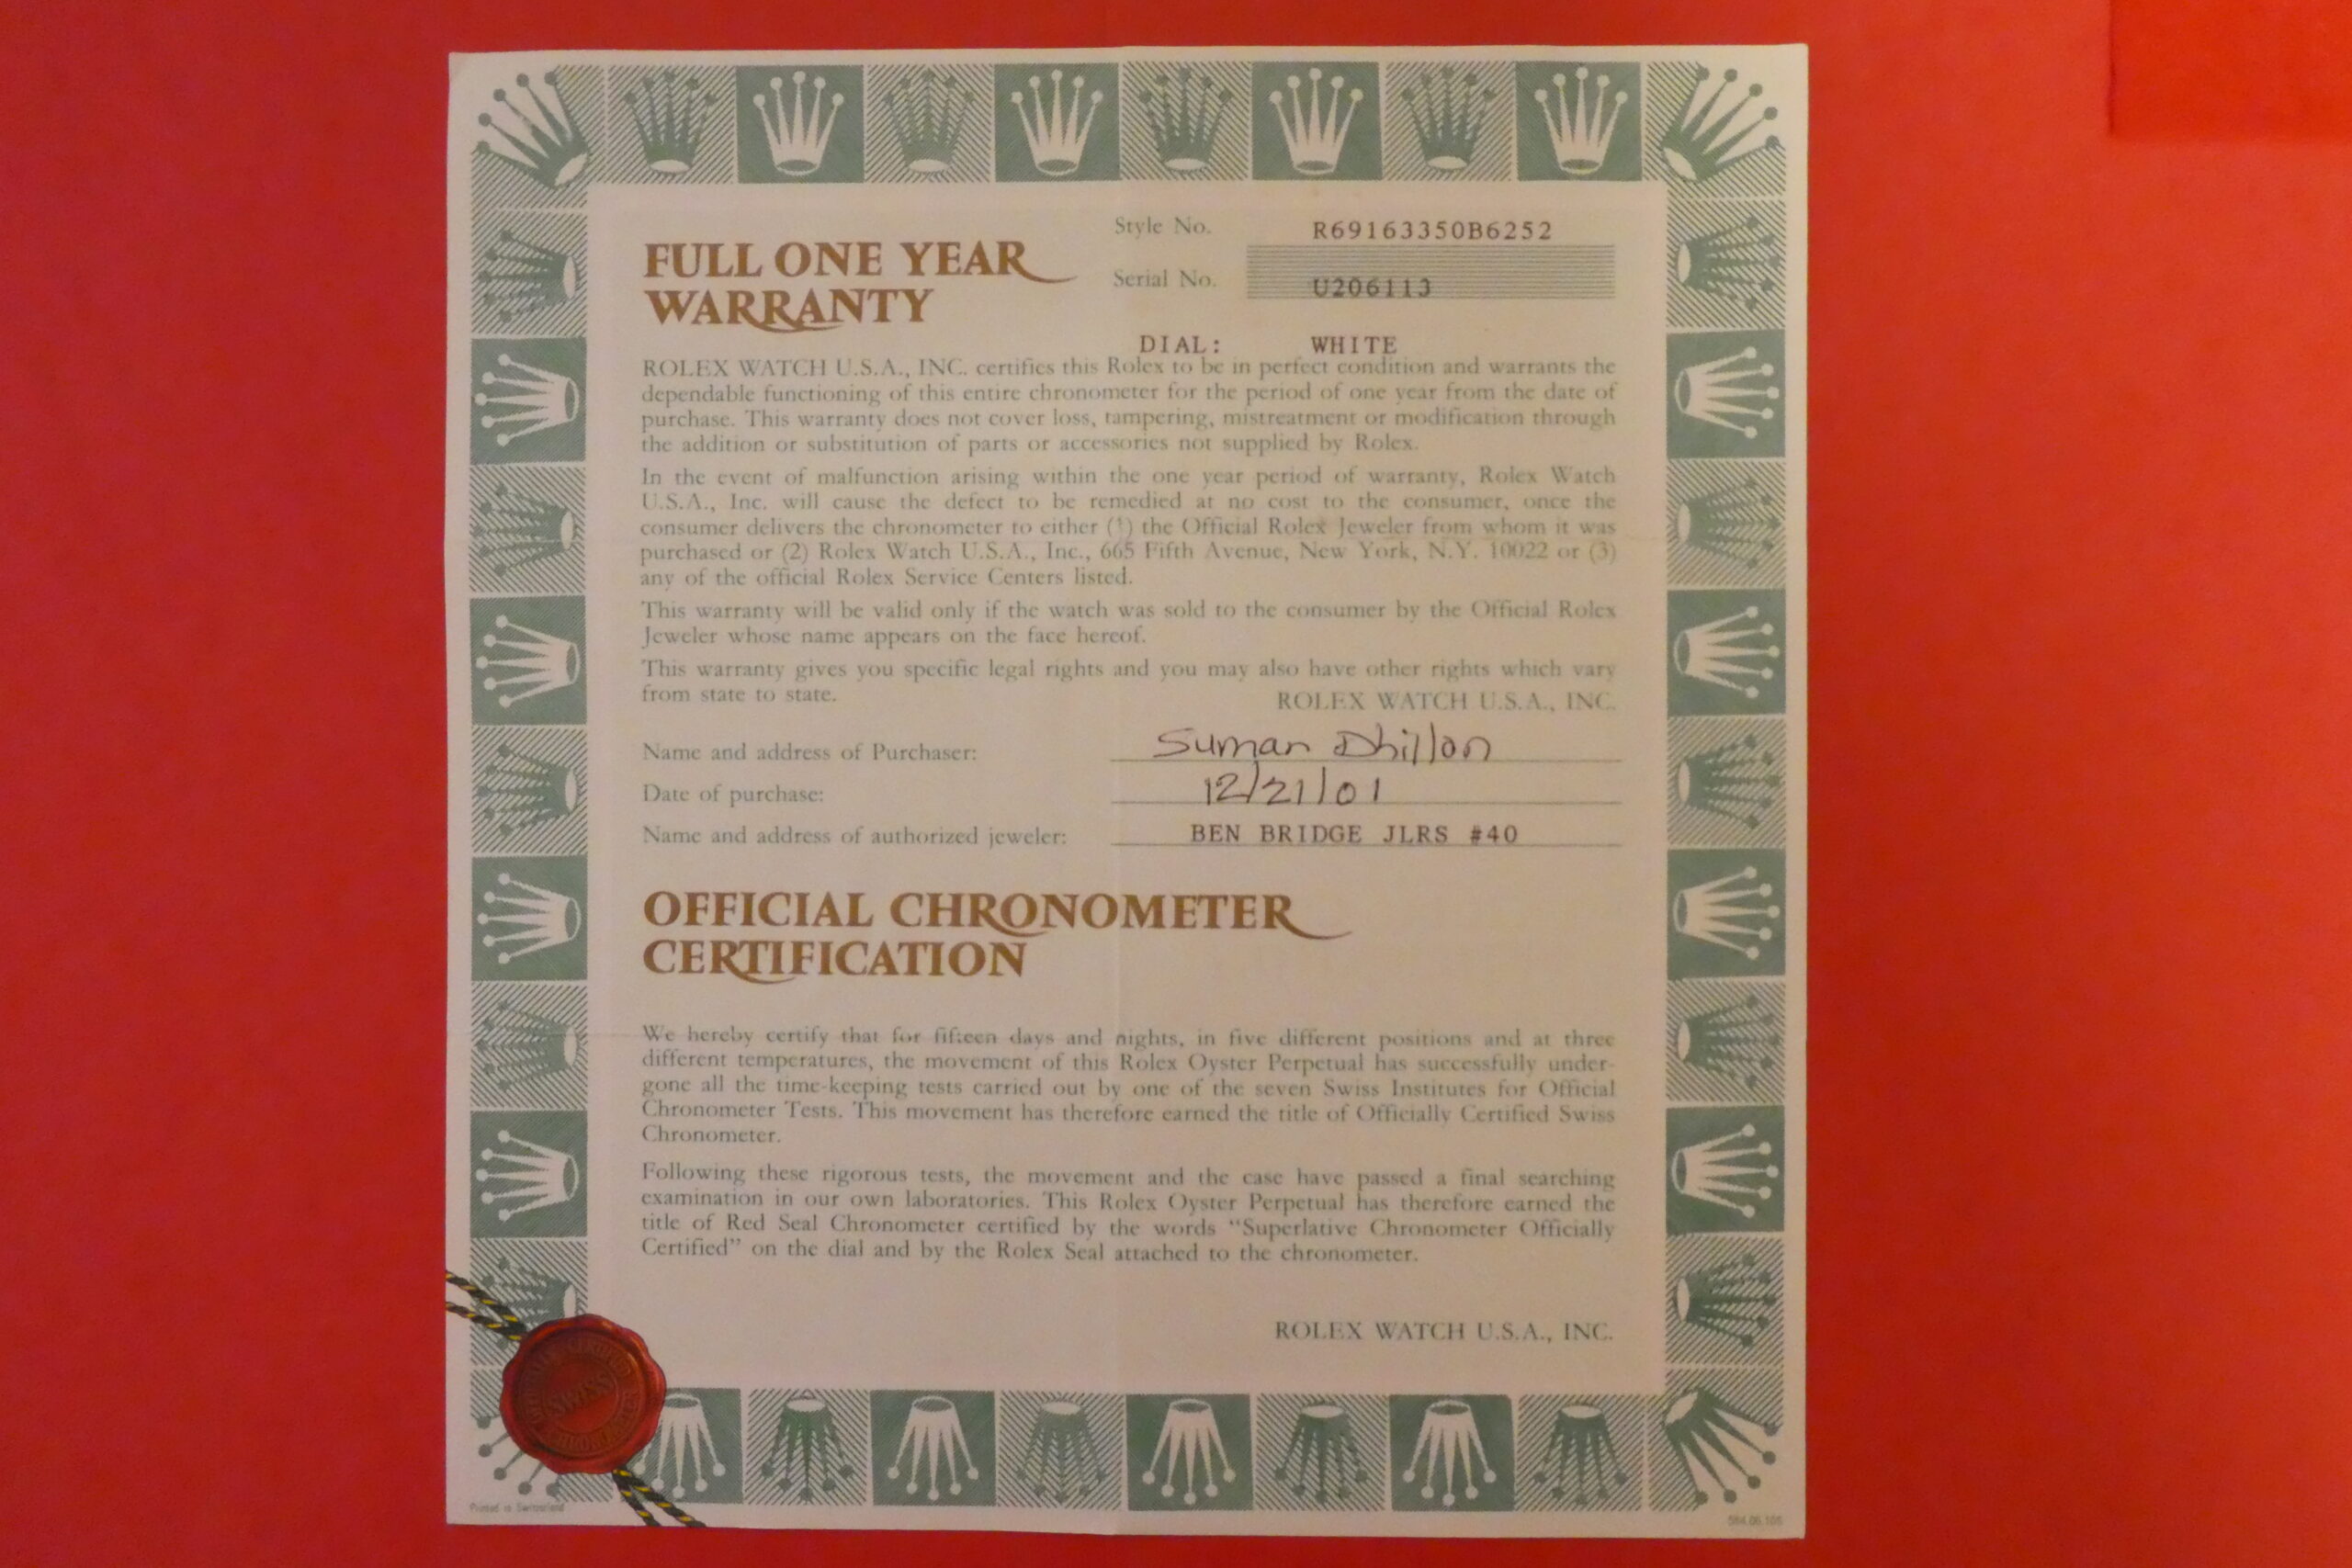 Style No. R69163350B6252
FULL ONE YEAR
WARRANTY
Serial No. U206113
DIAL: WHITE
ROLEX WATCH U.S.A., INC. certifies this Rolex to be in perfect condition and warrants the
dependable functioning of this entire chronometer for the period of one year from the date of
purchase. This warranty does not cover loss, tampering, mistreatment or modification through
the addition or substitution of parts or accessories not supplied by Rolex.
In the event of malfunction arising within the one year period of warranty, Rolex Watch
U.S.A., Inc. will cause the defect to be remedied at no cost to the consumer, once the
consumer delivers the chronometer to either (1) the Official Rolex Jeweler from whom it was
purchased or (2) Rolex Watch U.S.A., Inc., 665 Fifth Avenue, New York, N.Y. 10022 or (3)
any of the official Rolex Service Centers listed.
This warranty will be valid only if the watch was sold to the consumer by the Official Rolex
Jeweler whose name appears on the face hereof.
This warranty gives you specific legal rights and you may also have other rights which vary
from state to state.
ROLEX WATCH U.S.A., INC.
Name and address of Purchaser: Suman Dhillon
Date of purchase: 12/21/01
Name and address of authorized jeweler: BEN BRIDGE JLRS #40
OFFICIAL CHRONOMETER
CERTIFICATION
We hereby certify that for fifteen days and nights, in five different positions and at three
different temperatures, the movement of this Rolex Oyster Perpetual has successfully under-
gone all the time-keeping tests carried out by one of the seven Swiss Institutes for Official
Chronometer Tests. This movement has therefore earned the title of Officially Certified Swiss
Chronometer.
Following these rigorous tests, the movement and the case have passed a final searching
examination in our own laboratories. This Rolex Oyster Perpetual has therefore earned the
title of Red Seal Chronometer certified by the words "Superlative Chronometer Officially
Certified" on the dial and by the Rolex Seal attached to the chronometer.
ROLEX WATCH U.S.A., INC.
SWISS
Printed in Switzerland